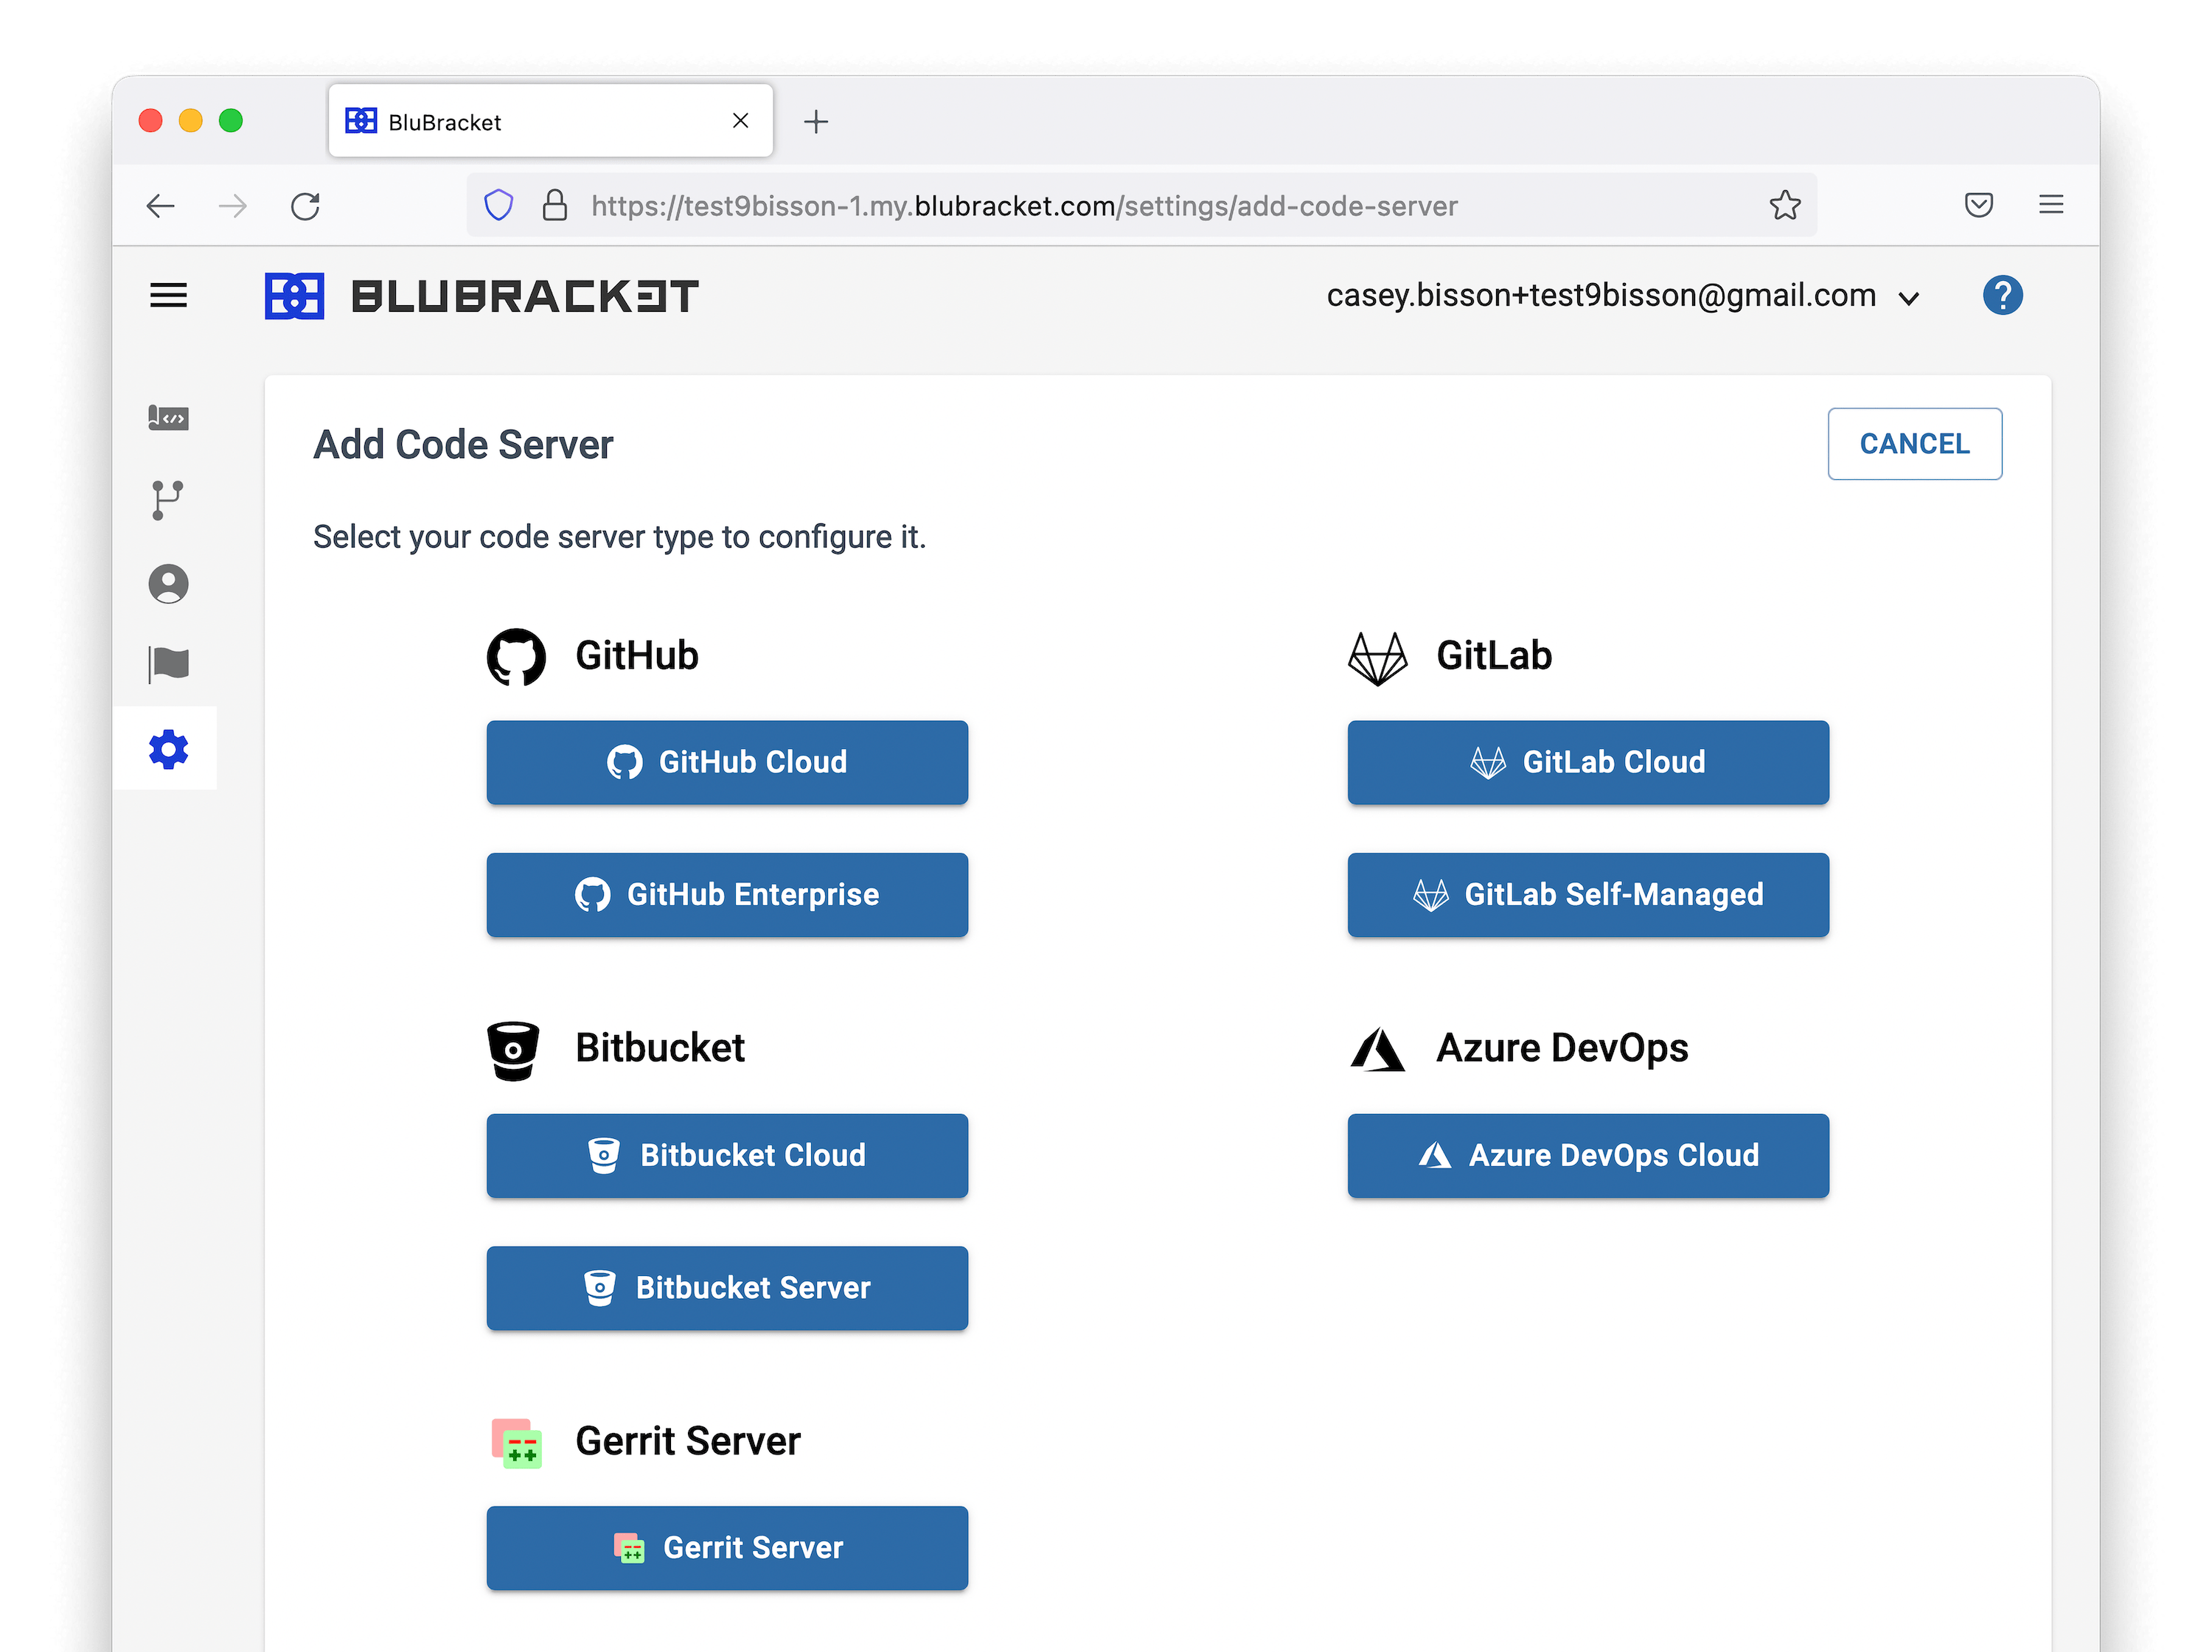 BluBracket
https://test9bisson-1.my.blubracket.com/settings/add-code-server
BLUBRACKET
casey.bisson+test9bisson@gmail.com
?
Add Code Server
CANCEL
Select your code server type to configure it.
GitHub
GitHub Cloud
GitHub Enterprise
GitLab
GitLab Cloud
GitLab Self-Managed
Bitbucket
Bitbucket Cloud
Bitbucket Server
Azure DevOps
Azure DevOps Cloud
Gerrit Server
Gerrit Server